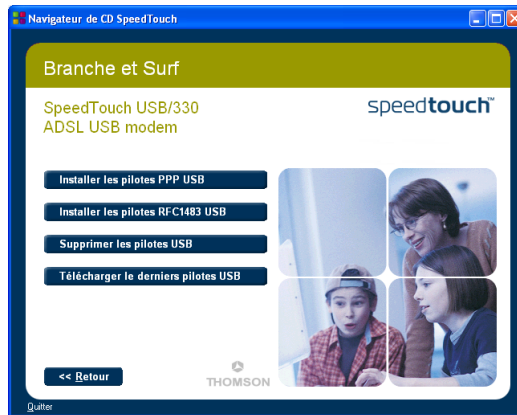 Navigateur de CD SpeedTouch
Branche et Surf
SpeedTouch USB/330
ADSL USB modem
speedtouch™
Installer les pilotes PPP USB
Installer les pilotes RFC1483 USB
Supprimer les pilotes USB
Télécharger le derniers pilotes USB
<< Retour
THOMSON
Quitter